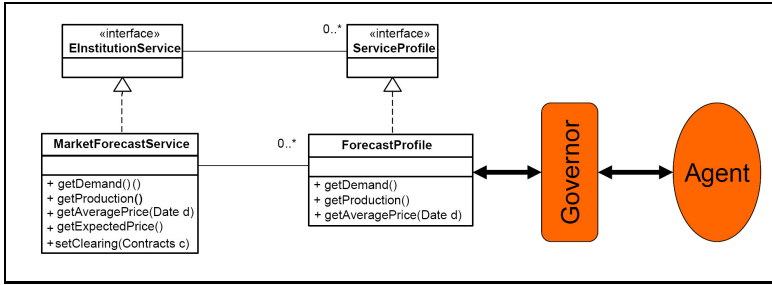 «interface»
EInstitutionService
0..*
«interface»
ServiceProfile
MarketForecastService
+ getDemand()()
+ getProduction()
+ getAveragePrice(Date d)
+ getExpectedPrice()
+setClearing(Contracts c)
0..*
ForecastProfile
+ getDemand()
+ getProduction()
+ getAveragePrice(Date d)
Governor
Agent